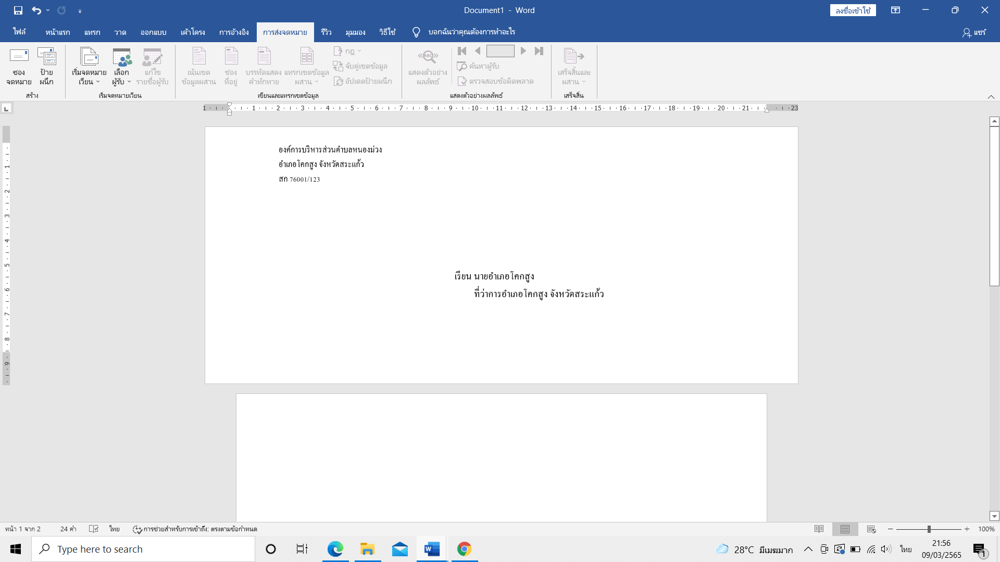 Document1 - Word
ลงชื่อเข้าใช้
ไฟล์ หน้าแรก แทรก วาด ออกแบบ เค้าโครง การอ้างอิง การส่งจดหมาย รีวิว มุมมอง วิธีใช้ บอกฉันว่าคุณต้องการทำอะไร แชร์
ซองจดหมาย
ป้ายผนึก
สร้าง
เริ่มจดหมายเวียน
เลือกผู้รับ
แก้ไขรายชื่อผู้รับ
เริ่มจดหมายเวียน
เน้นเขตข้อมูลผสาน
ช่องที่อยู่
บรรทัดแสดงคำทักทาย
แทรกเขตข้อมูลผสาน
กฎ
จับคู่เขตข้อมูล
อัปเดตป้ายผนึก
เขียนและแทรกเขตข้อมูล
ABC
แสดงตัวอย่างผลลัพธ์
ค้นหาผู้รับ
ตรวจสอบข้อผิดพลาด
แสดงตัวอย่างผลลัพธ์
เสร็จสิ้นและผสาน
เสร็จสิ้น
1 1 2 3 4 5 6 7 8 9 10 11 12 13 14 15 16 17 18 19 20 21 23
1 2 3 4 5 6 7 8 9
องค์การบริหารส่วนตำบลหนองม่วง
อำเภอโคกสูง จังหวัดสระแก้ว
สก 76001/123
เรียน นายอำเภอโคกสูง
ที่ว่าการอำเภอโคกสูง จังหวัดสระแก้ว
หน้า 1 จาก 2 24 คำ ไทย การช่วยสำหรับการเข้าถึง: ตรงตามข้อกำหนด 100%
Type here to search
28°C มีเมฆมาก
ไทย
21:56
09/03/2565
1